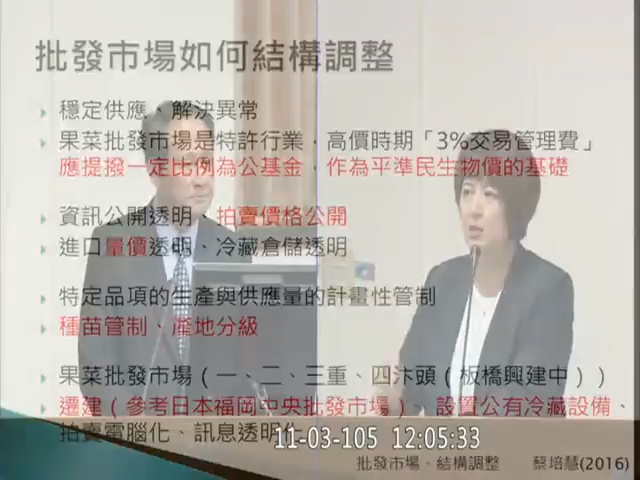 批發市場如何結構調整
穩定供應、解決異常
果菜批發市場是特許行業，高價時期「3%交易管理費」
應提撥一定比例為公基金，作為平準民生物價的基礎
資訊公開透明，拍賣價格公開
進口量價透明、冷藏倉儲透明
特定品項的生產與供應量的計畫性管制
種苗管制、產地分級
果菜批發市場（一、二、三重、四汴頭（板橋興建中））
遷建（參考日本福岡中央批發市場）、設置公有冷藏設備、
拍賣電腦化、訊息透明化
11-03-105 12:05:33
批發市場、結構調整 蔡培慧(2016)